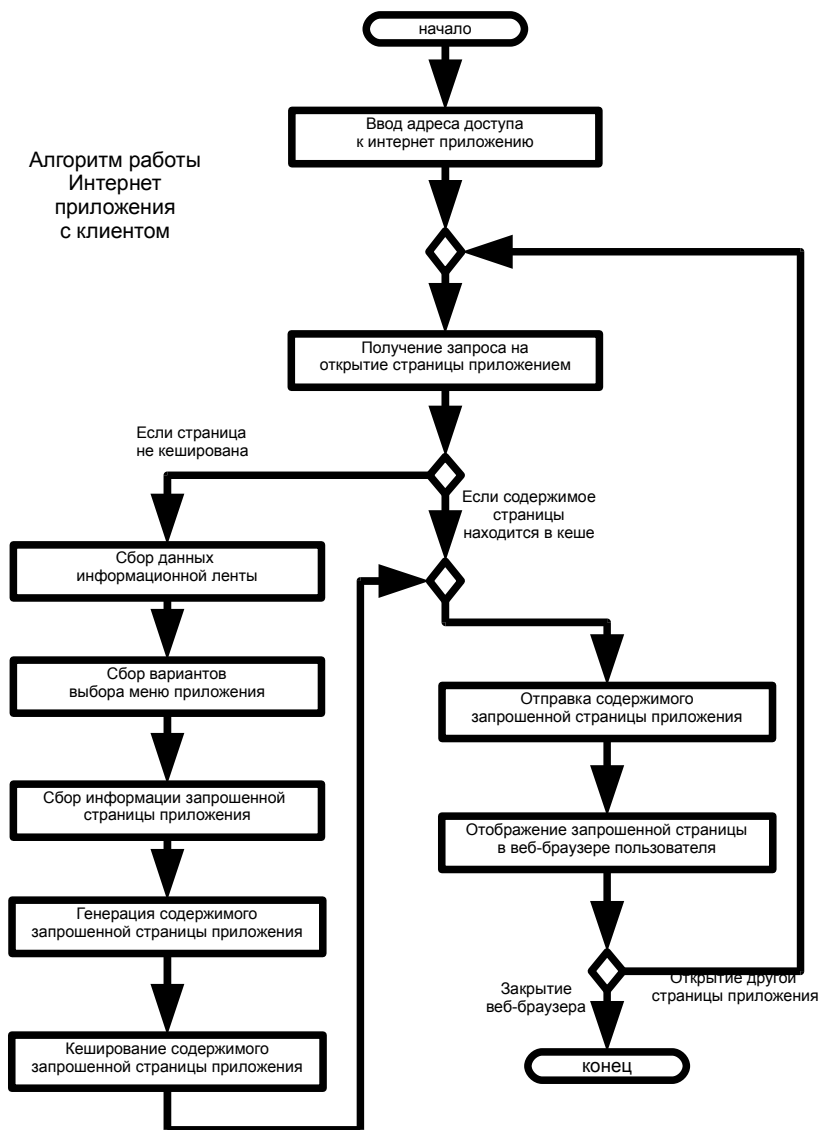 начало
Ввод адреса доступа
к интернет приложению
Алгоритм работы
Интернет
приложения
с клиентом
Получение запроса на
открытие страницы приложением
Если страница
не кеширована
Если содержимое
страницы
находится в кеше
Сбор данных
информационной ленты
Сбор вариантов
выбора меню приложения
Сбор информации запрошенной
страницы приложения
Генерация содержимого
запрошенной страницы приложения
Кеширование содержимого
запрошенной страницы приложения
Отправка содержимого
запрошенной страницы приложения
Отображение запрошенной страницы
в веб-браузере пользователя
Закрытие
веб-браузера
Открытие другой
страницы приложения
конец